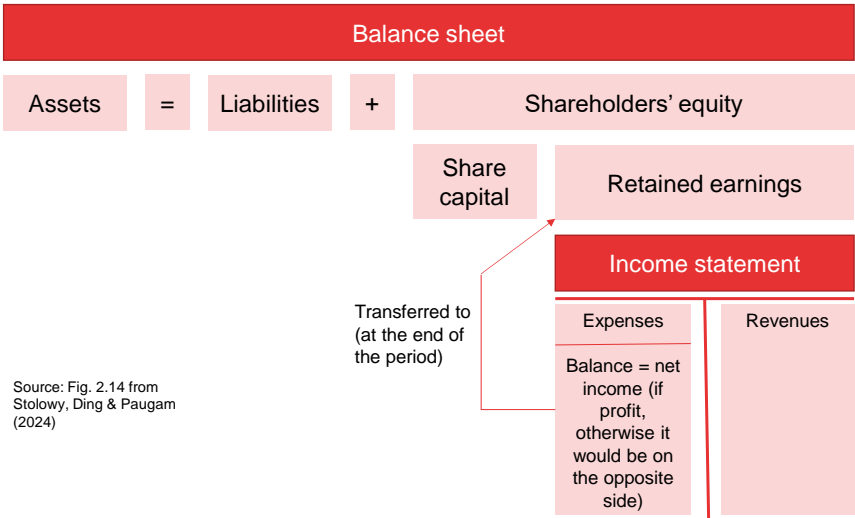 Balance sheet
Assets = Liabilities + Shareholders’ equity
Share
capital
Retained earnings
Income statement
Transferred to
(at the end of
the period)
Expenses
Revenues
Balance = net
income (if
profit,
otherwise it
would be on
the opposite
side)
Source: Fig. 2.14 from
Stolowy, Ding & Paugam
(2024)